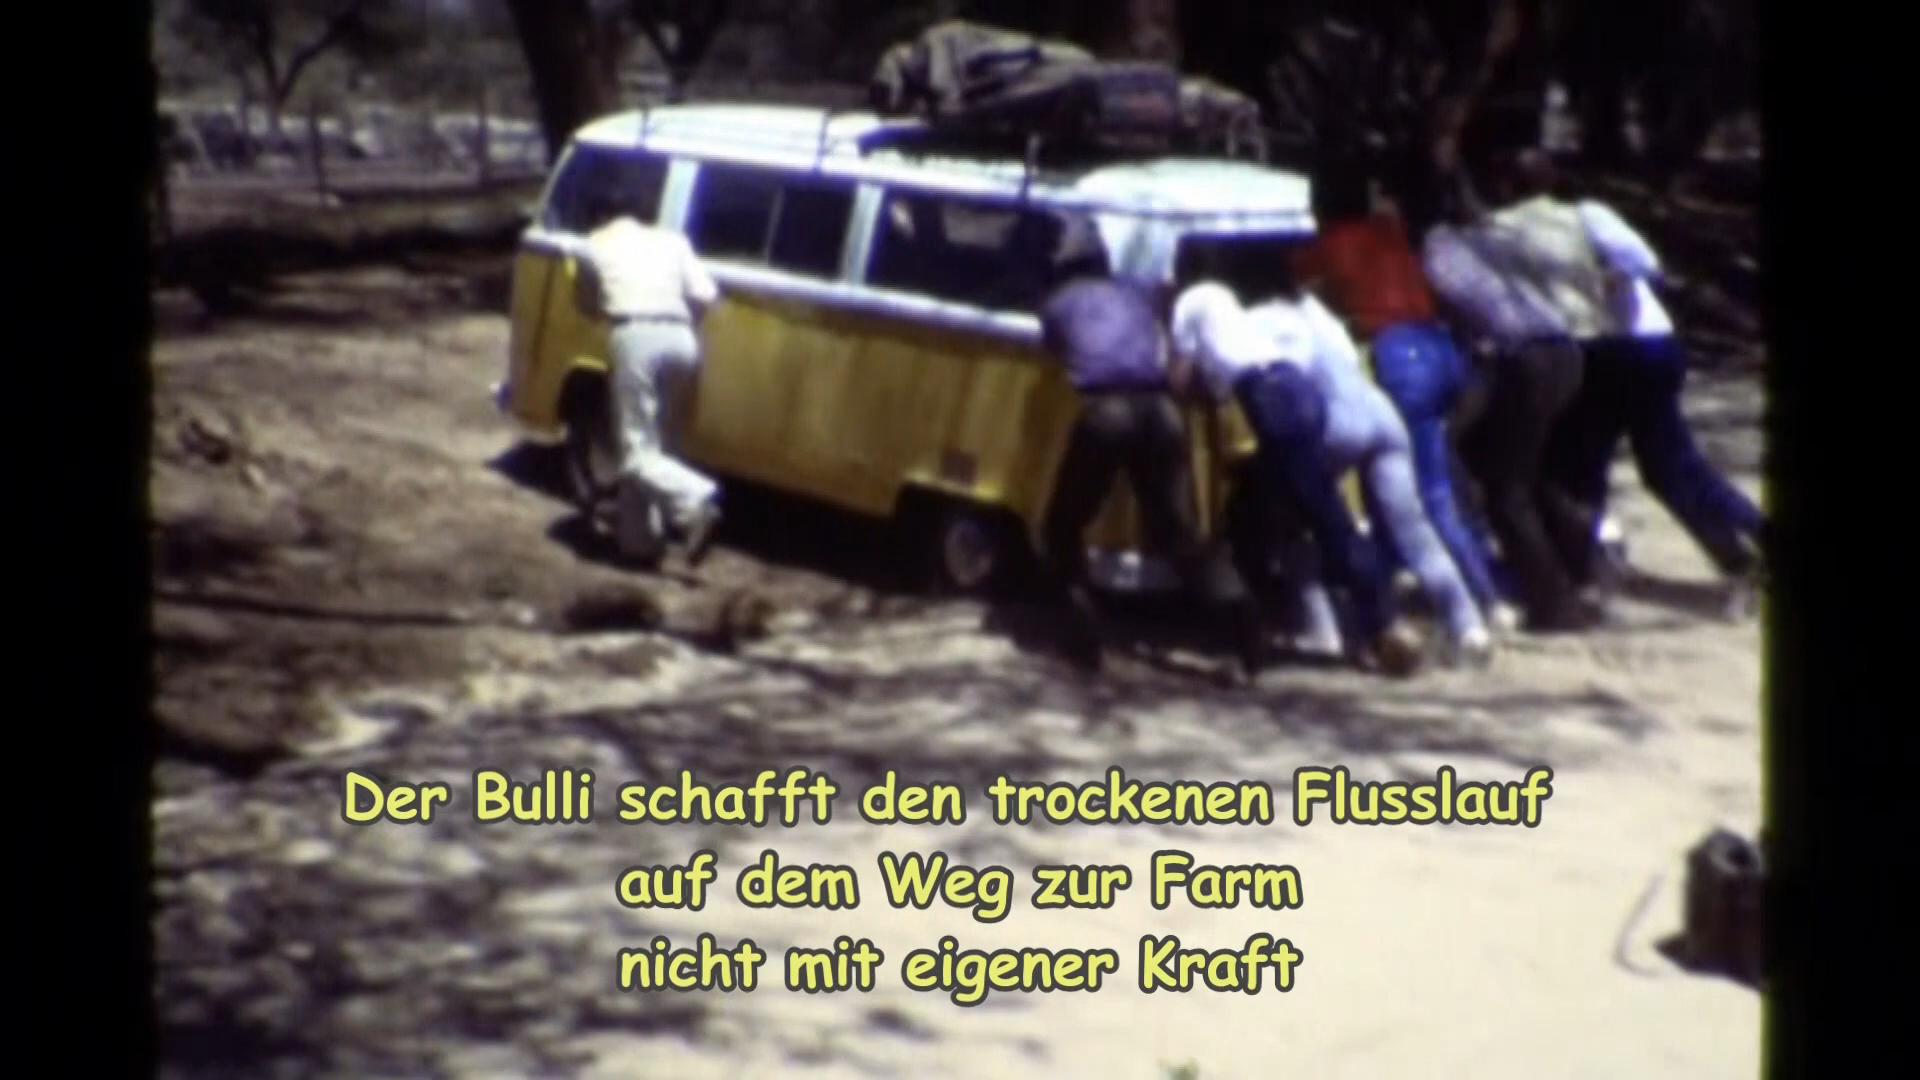 Der Bulli schafft den trockenen Flusslauf
auf dem Weg zur Farm
nicht mit eigener Kraft